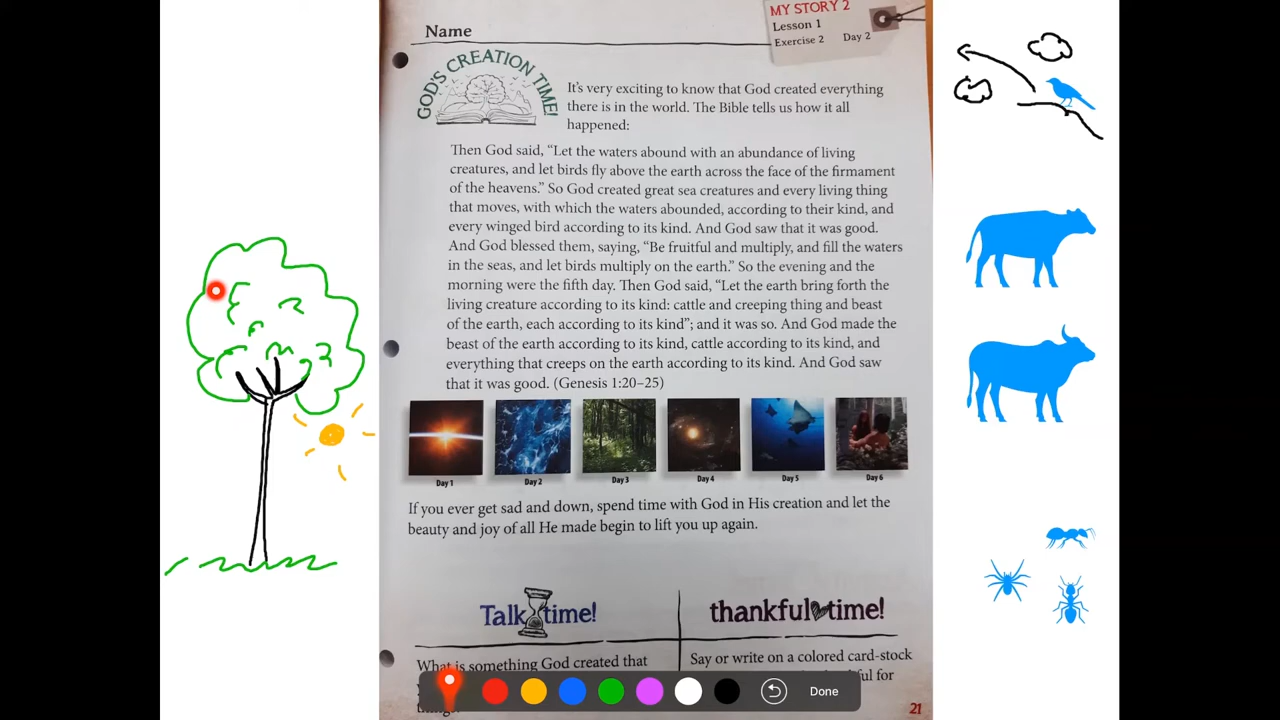 Name
MY STORY 2
Lesson 1
Exercise 2 Day 2
GOD'S CREATION TIME!
It's very exciting to know that God created everything
there is in the world. The Bible tells us how it all
happened:
Then God said, “Let the waters abound with an abundance of living
creatures, and let birds fly above the earth across the face of the firmament
of the heavens.” So God created great sea creatures and every living thing
that moves, with which the waters abounded, according to their kind, and
every winged bird according to its kind. And God saw that it was good.
And God blessed them, saying, “Be fruitful and multiply, and fill the waters
in the seas, and let birds multiply on the earth.” So the evening and the
morning were the fifth day. Then God said, “Let the earth bring forth the
living creature according to its kind: cattle and creeping thing and beast
of the earth, each according to its kind”; and it was so. And God made the
beast of the earth according to its kind, cattle according to its kind, and
everything that creeps on the earth according to its kind. And God saw
that it was good. (Genesis 1:20–25)
Day 1 Day 2 Day 3 Day 4 Day 5 Day 6
If you ever get sad and down, spend time with God in His creation and let the
beauty and joy of all He made begin to lift you up again.
Talk time!
What is something God created that
thankful time!
Say or write on a colored card-stock
for
Done
21